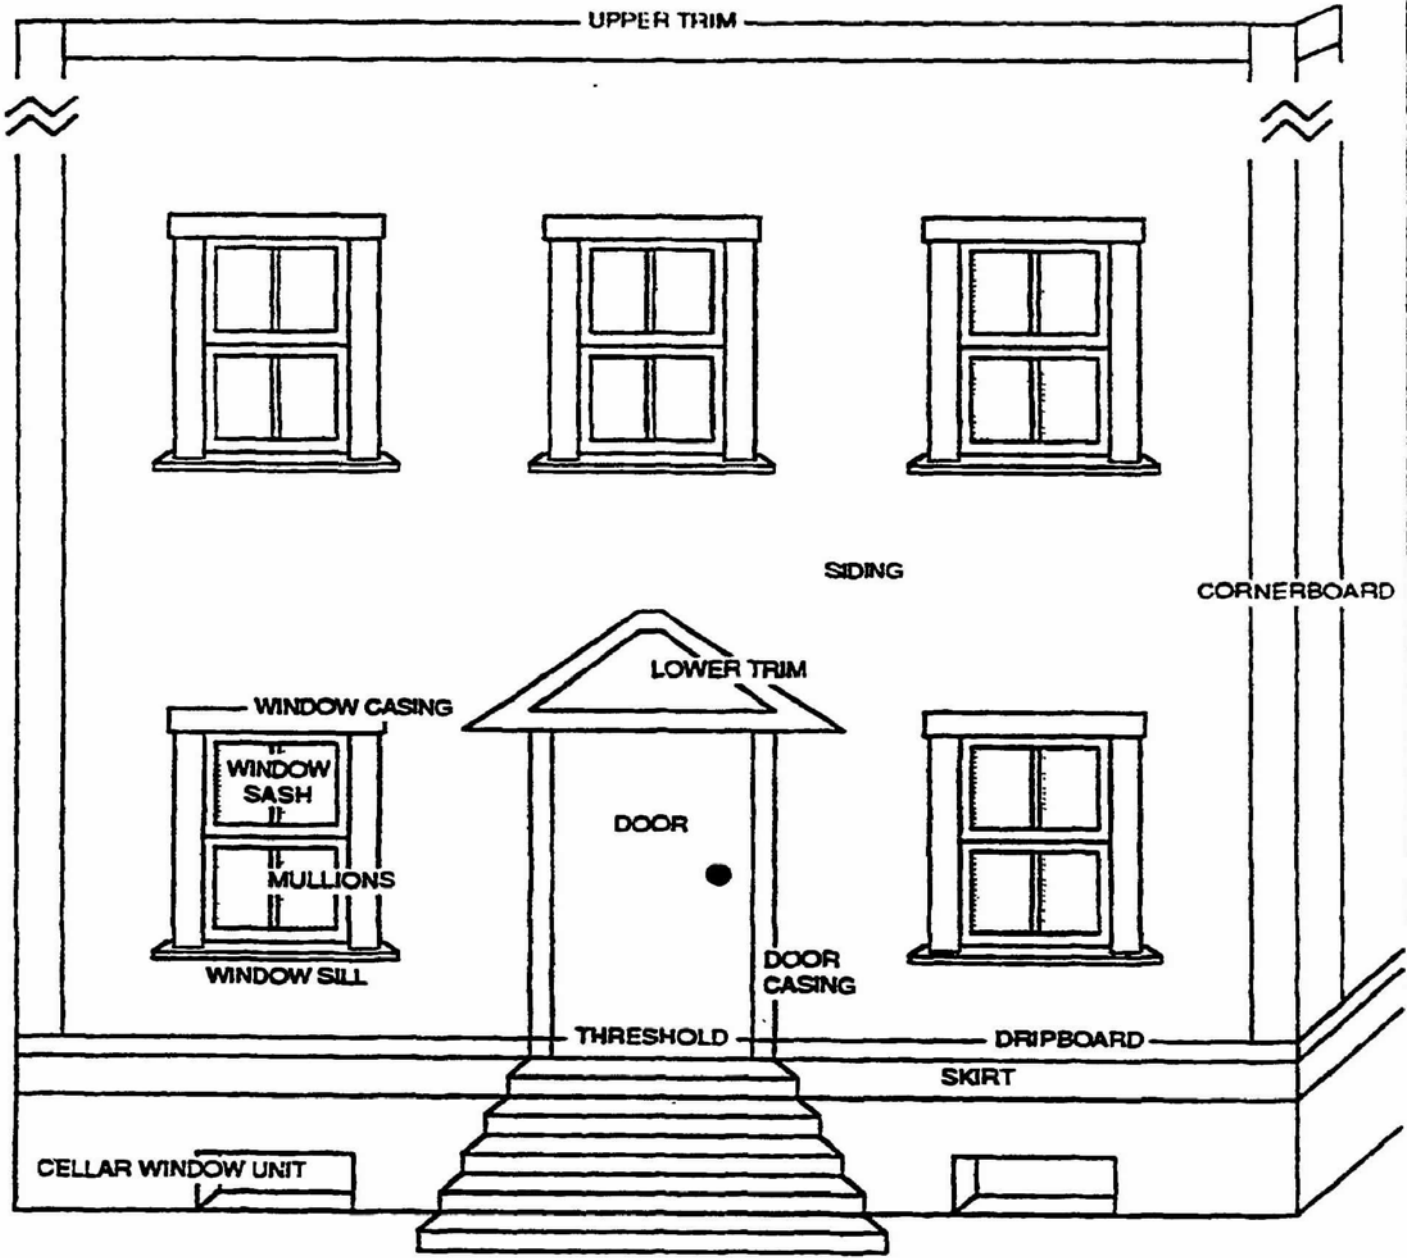 UPPER TRIM
SIDING
CORNERBOARD
LOWER TRIM
WINDOW CASING
WINDOW
SASH
DOOR
MULLIONS
DOOR
CASING
WINDOW SILL
THRESHOLD
DRIPBOARD
SKIRT
CELLAR WINDOW UNIT